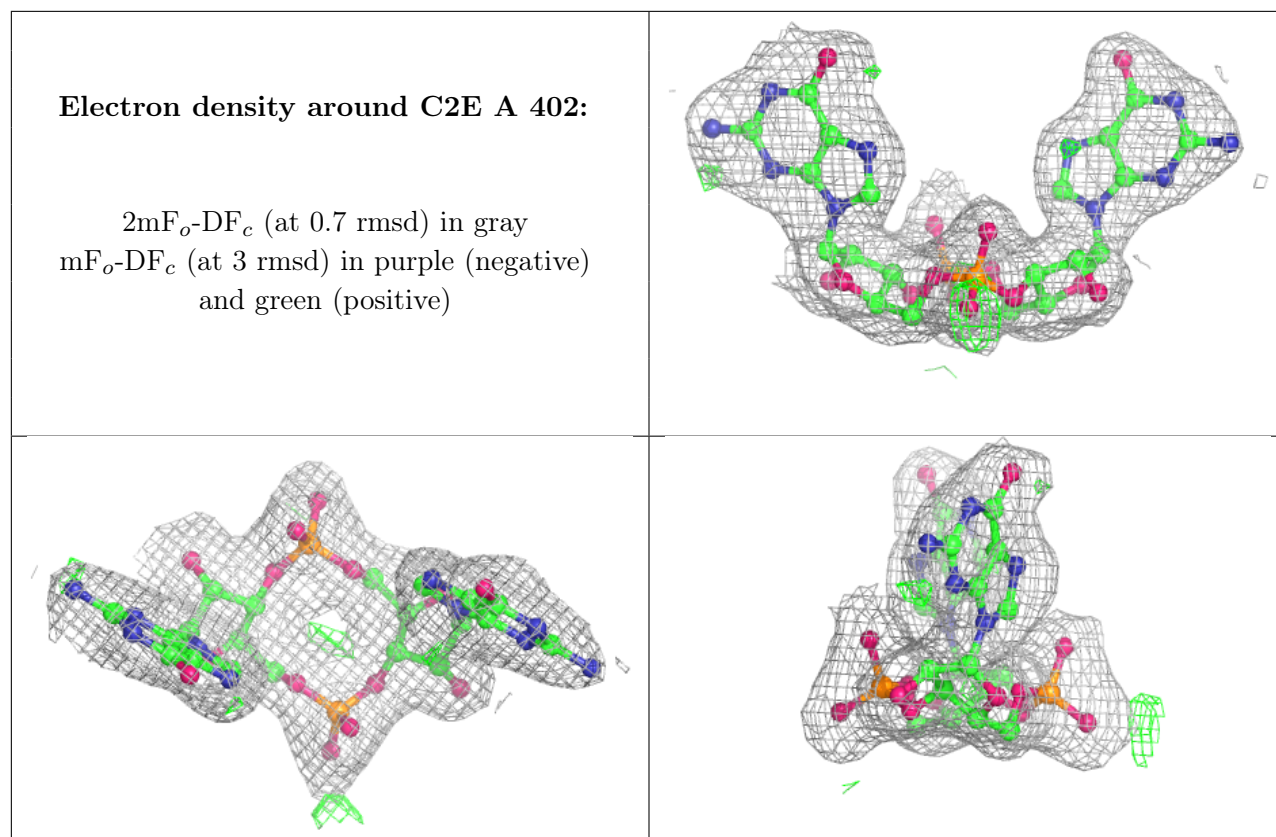 Electron density around C2E A 402:
2mFo-DFc (at 0.7 rmsd) in gray
mFo-DFc (at 3 rmsd) in purple (negative)
and green (positive)